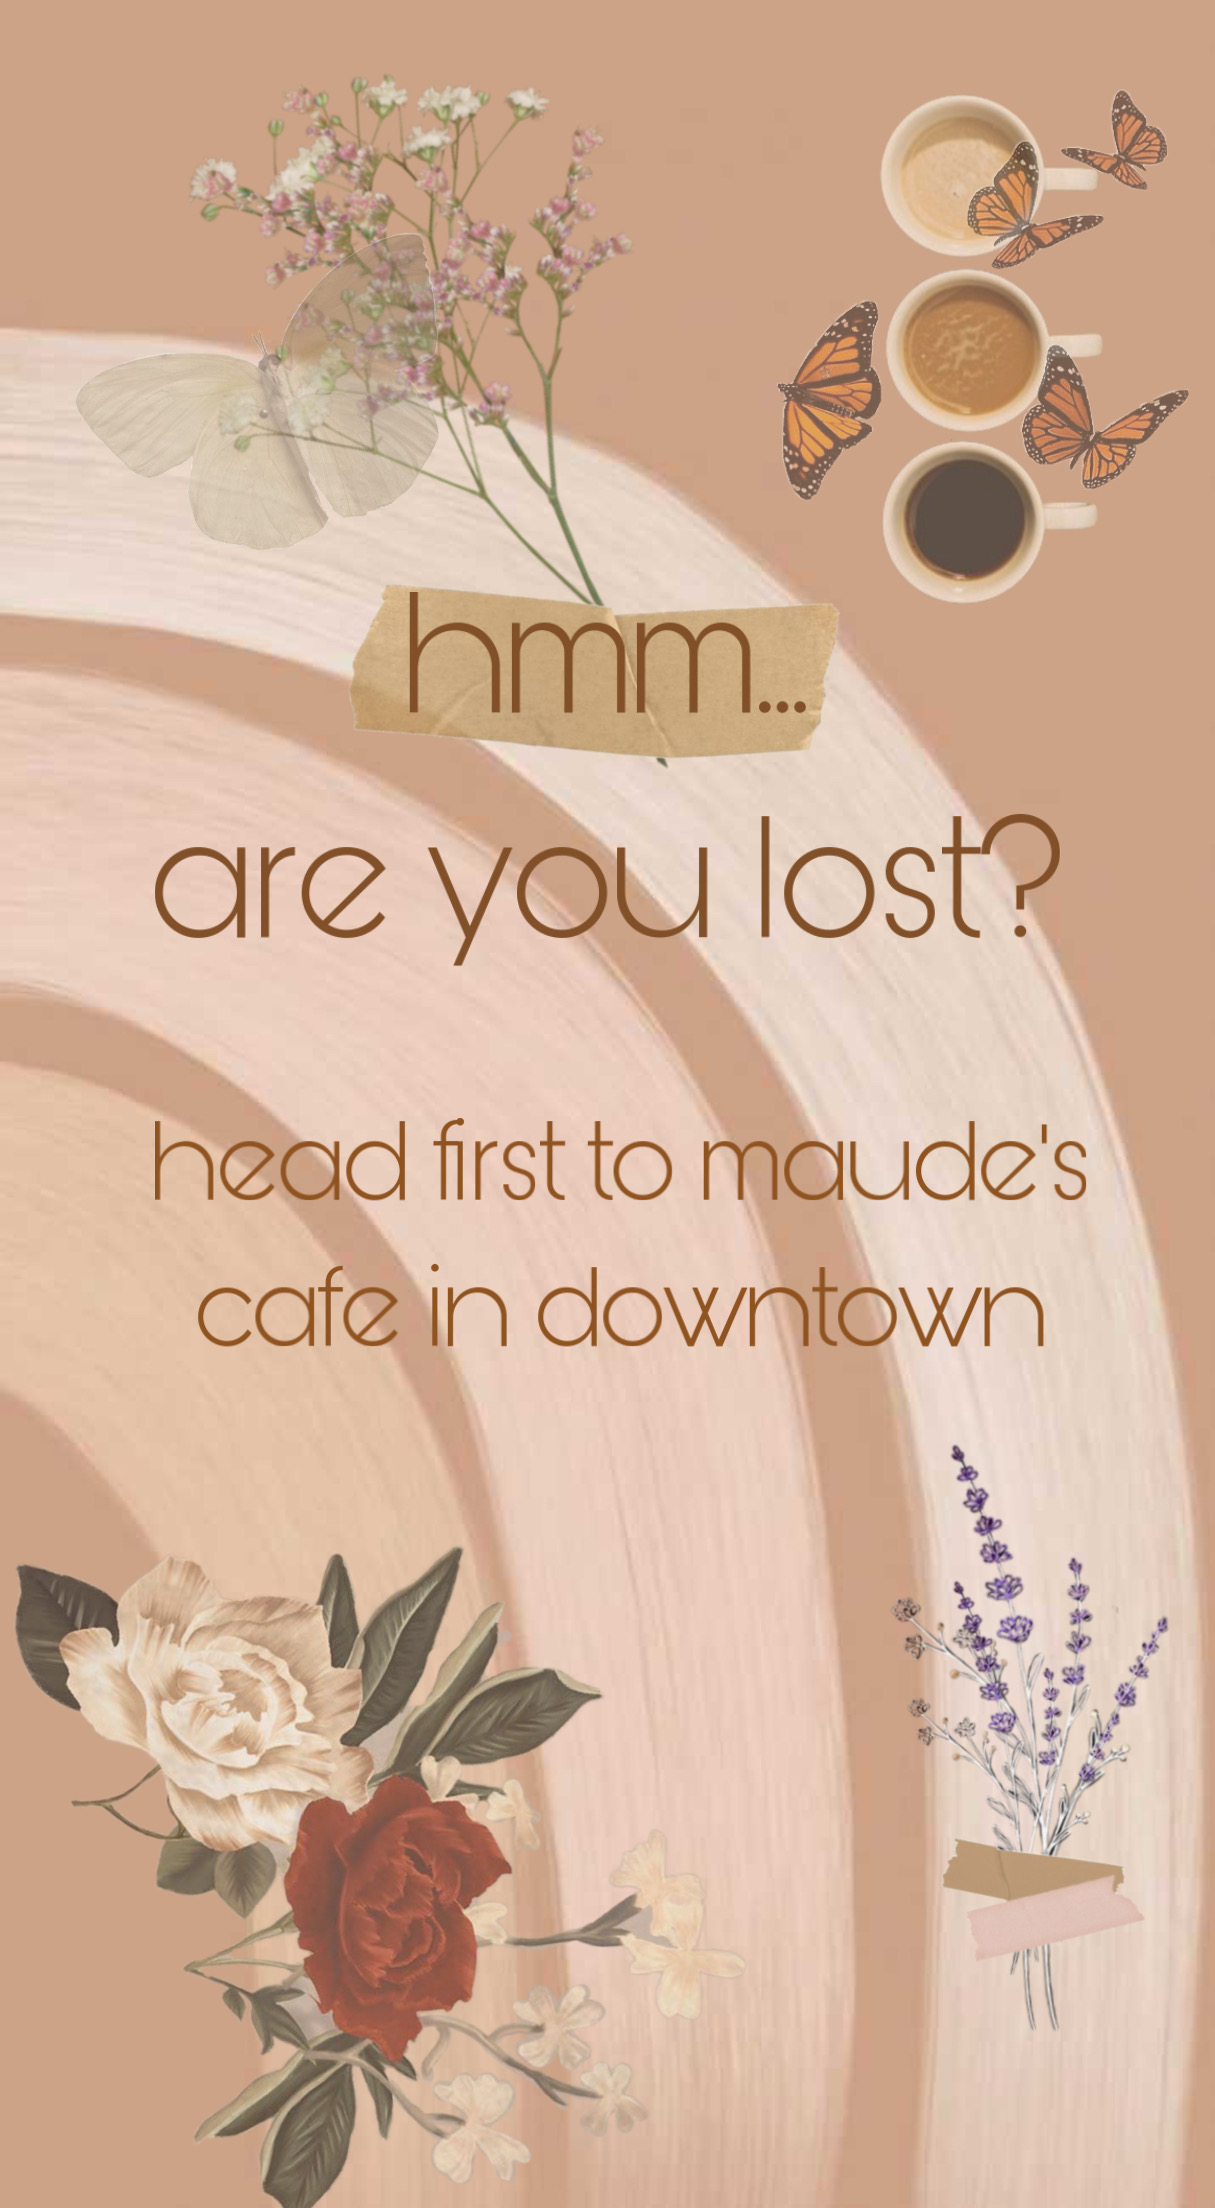 hmm...
are you lost?
head first to maude's
cafe in downtown